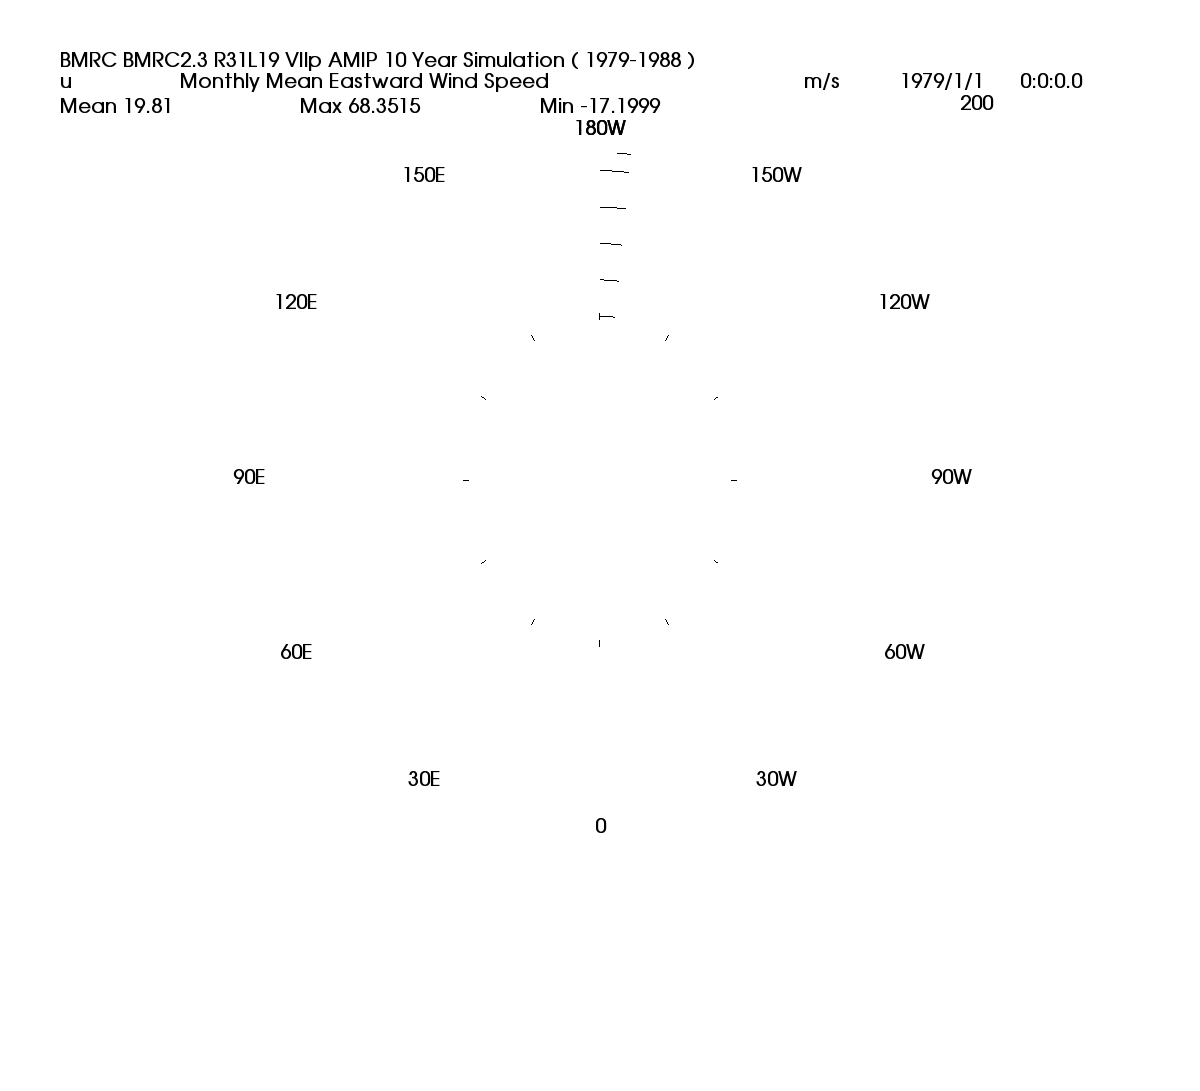 BMRC BMRC2.3 R31L19 VIIp AMIP 10 Year Simulation ( 1979-1988 )
u Monthly Mean Eastward Wind Speed m/s 1979/1/1 0:0:0.0
Mean 19.81 Max 68.3515 Min -17.1999 200
180W
150E 150W
120E 120W
90E 90W
60E 60W
30E 30W
0